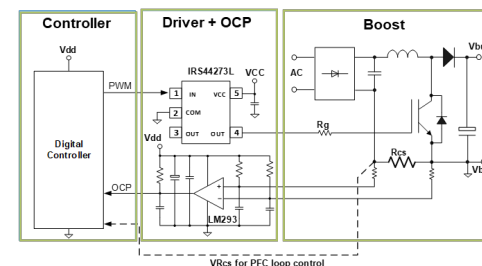 Controller
Driver + OCP
Boost
Vdd
IRS44273L
VCC
PWM
1
IN
VCC
5
2
COM
3
OUT
OUT
4
AC
Rg
Digital
Controller
Vdd
Rcs
OCP
+
−
LM293
VRcs for PFC loop control